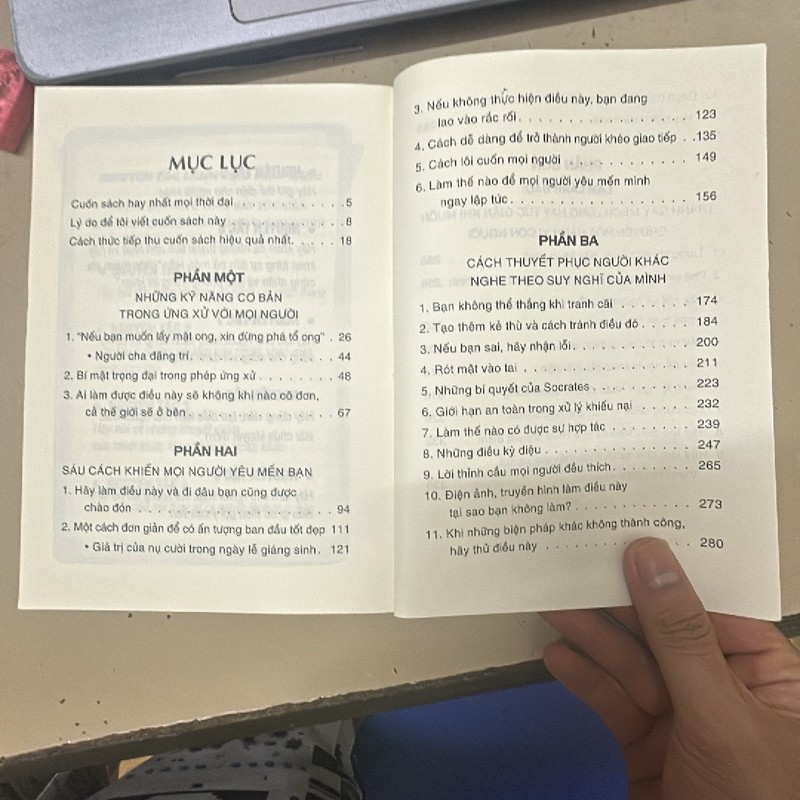 MỤC LỤC
Cuốn sách hay nhất mọi thời đại . . . . . . . . . . . 5
Lý do để tôi viết cuốn sách này . . . . . . . . . . . . 8
Cách thức tiếp thu cuốn sách hiệu quả nhất. . . . . 18
PHẦN MỘT
NHỮNG KỸ NĂNG CƠ BẢN
TRONG ỨNG XỬ VỚI MỌI NGƯỜI
1. "Nếu bạn muốn lấy mật ong, xin đừng phá tổ ong" . 26
• Người cha đãng trí. . . . . . . . . . . . . . . . 44
2. Bí mật trọng đại trong phép ứng xử . . . . . . . . 48
3. Ai làm được điều này sẽ không khi nào cô đơn,
cả thế giới sẽ ở bên. . . . . . . . . . . . . . . . 67
PHẦN HAI
SÁU CÁCH KHIẾN MỌI NGƯỜI YÊU MẾN BẠN
1. Hãy làm điều này và đi đâu bạn cũng được
chào đón . . . . . . . . . . . . . . . . . . . . . 94
2. Một cách đơn giản để có ấn tượng ban đầu tốt đẹp 111
• Giá trị của nụ cười trong ngày lễ giáng sinh. . 121
3. Nếu không thực hiện điều này, bạn đang
lao vào rắc rối. . . . . . . . . . . . . . . . . . 123
4. Cách dễ dàng để trở thành người khéo giao tiếp . . 135
5. Cách lôi cuốn mọi người . . . . . . . . . . . . . 149
6. Làm thế nào để mọi người yêu mến mình
ngay lập tức. . . . . . . . . . . . . . . . . . . 156
PHẦN BA
CÁCH THUYẾT PHỤC NGƯỜI KHÁC
NGHE THEO SUY NGHĨ CỦA MÌNH
1. Bạn không thể thắng khi tranh cãi . . . . . . . 174
2. Tạo thêm kẻ thù và cách tránh điều đó . . . . . . 184
3. Nếu bạn sai, hãy nhận lỗi. . . . . . . . . . . . 200
4. Rót mật vào tai . . . . . . . . . . . . . . . . 211
5. Những bí quyết của Socrates. . . . . . . . . . . 223
6. Giới hạn an toàn trong xử lý khiếu nại . . . . . 232
7. Làm thế nào có được sự hợp tác . . . . . . . . . 239
8. Những điều kỳ diệu . . . . . . . . . . . . . . . 247
9. Lời thỉnh cầu mọi người đều thích. . . . . . . . 265
10. Điện ảnh, truyền hình làm điều này
tại sao bạn không làm? . . . . . . . . . . . . . 273
11. Khi những biện pháp khác không thành công,
hãy thử điều này . . . . . . . . . . . . . . . . 280